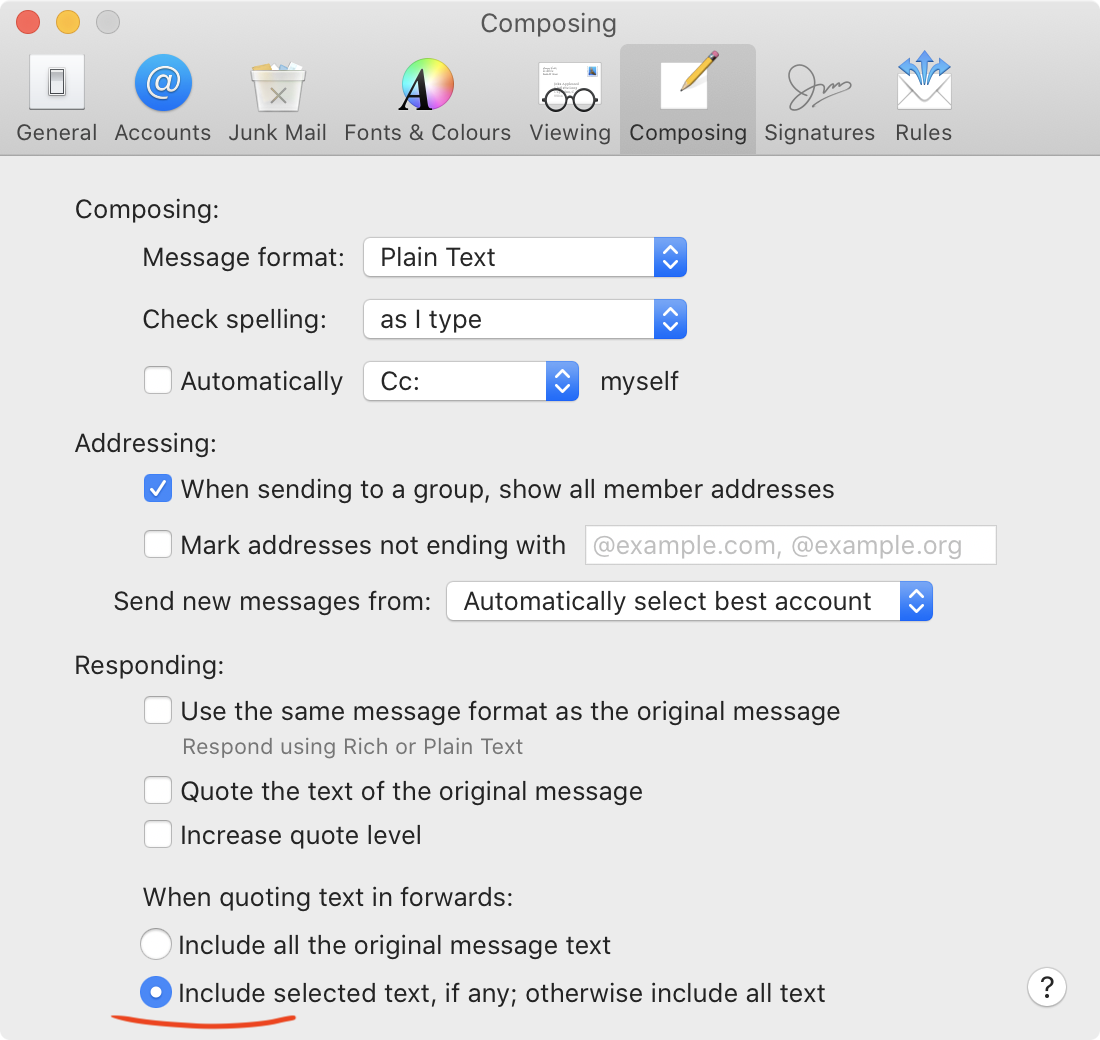 Composing
General Accounts Junk Mail Fonts & Colours Viewing Composing Signatures Rules
Composing:
Message format: Plain Text
Check spelling: as I type
Automatically Cc: myself
Addressing:
When sending to a group, show all member addresses
Mark addresses not ending with @example.com, @example.org
Send new messages from: Automatically select best account
Responding:
Use the same message format as the original message
Respond using Rich or Plain Text
Quote the text of the original message
Increase quote level
When quoting text in forwards:
Include all the original message text
Include selected text, if any; otherwise include all text
?